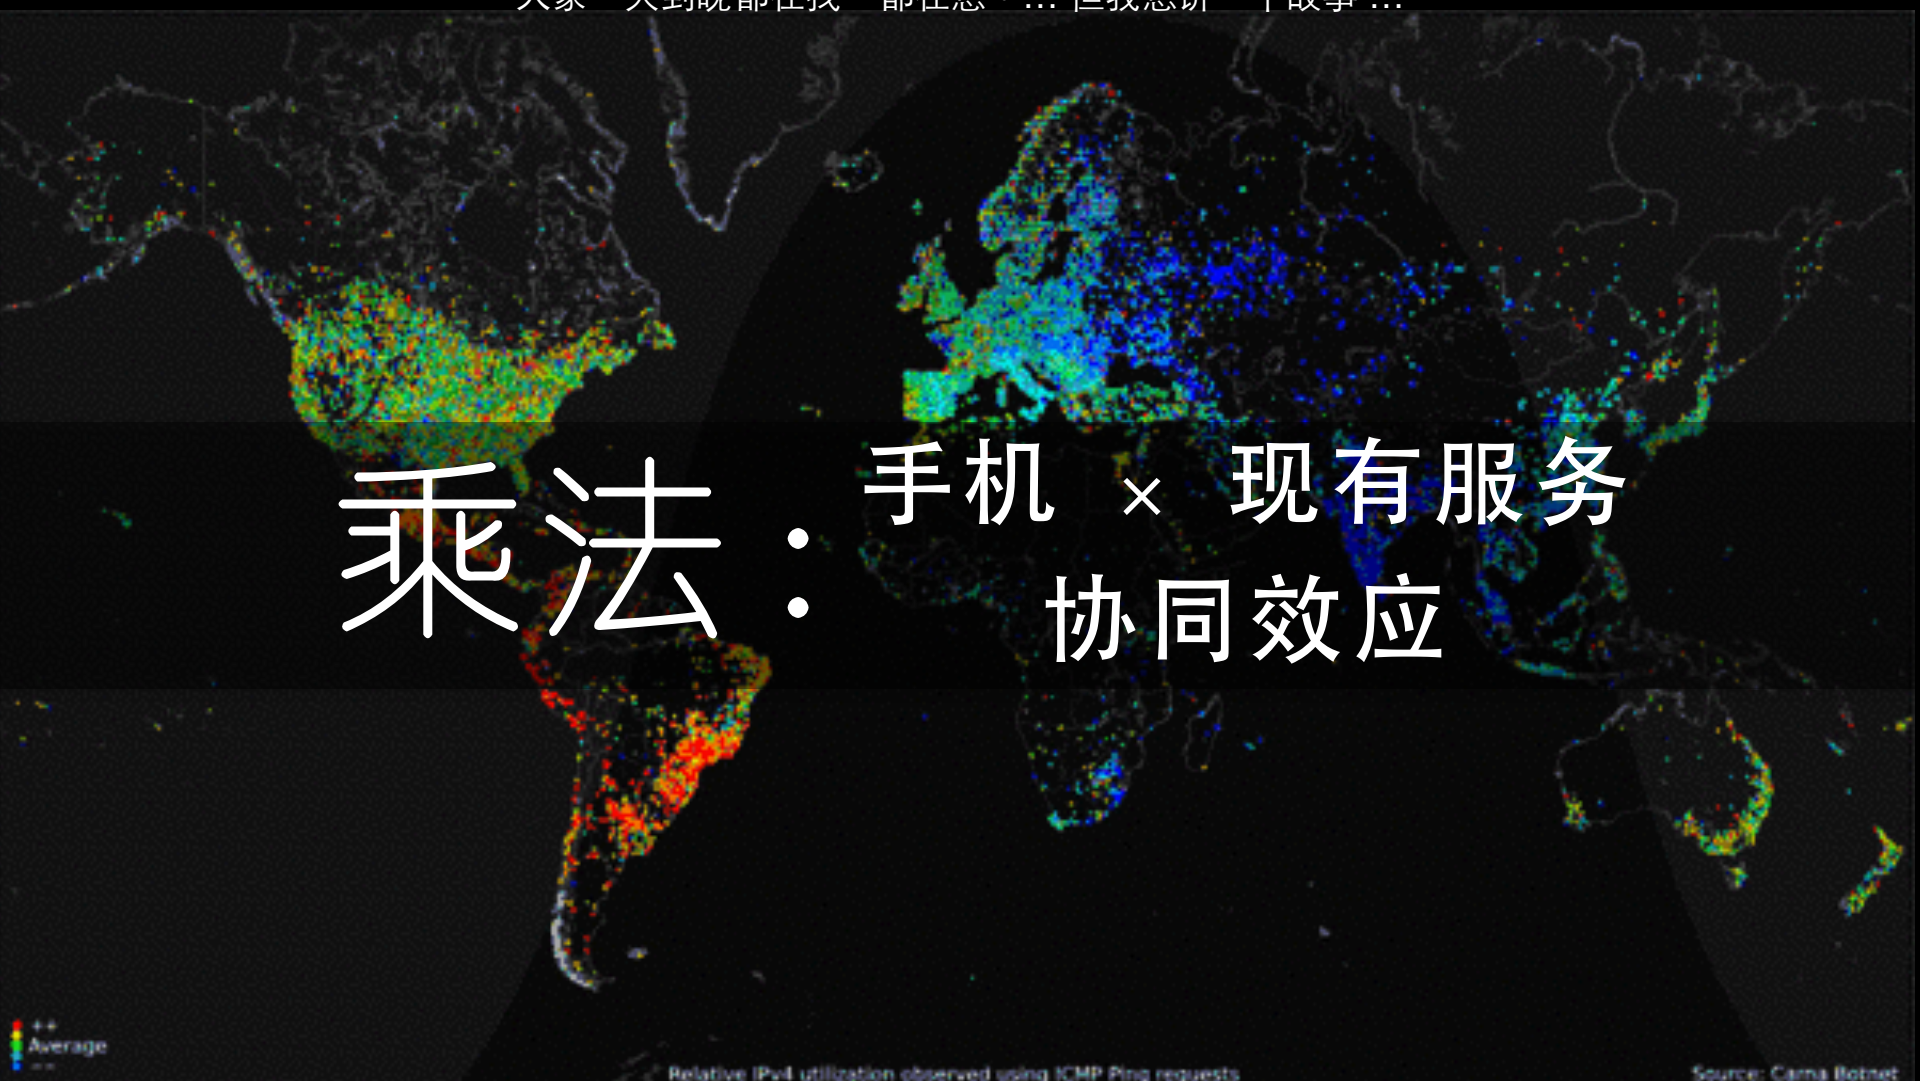 乘法：
手机 × 现有服务
协同效应
++
Average
--
Relative IPv4 utilization observed using ICMP Ping requests
Source: Carna Botnet